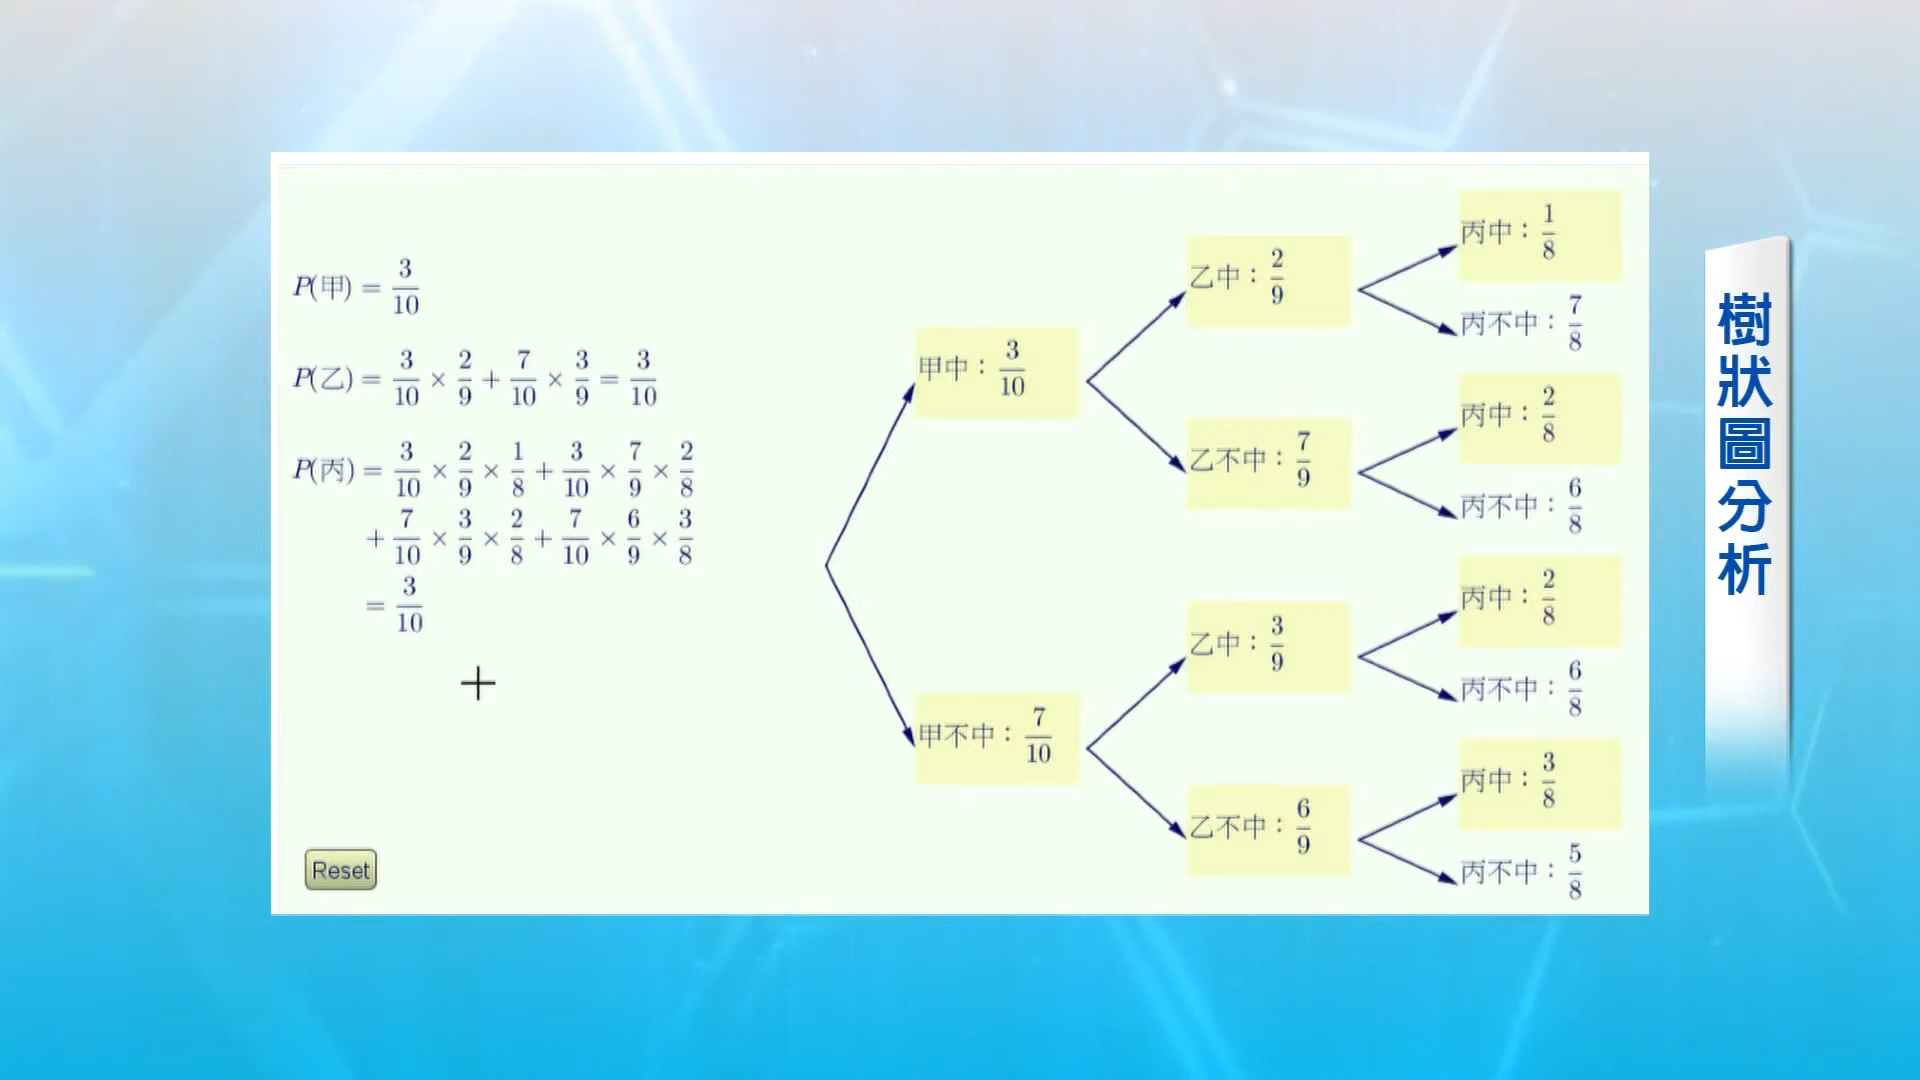 P(甲) = 3/10
P(乙) = 3/10 × 2/9 + 7/10 × 3/9 = 3/10
P(丙) = 3/10 × 2/9 × 1/8 + 3/10 × 7/9 × 2/8
+ 7/10 × 3/9 × 2/8 + 7/10 × 6/9 × 3/8
= 3/10
Reset
甲中：3/10
甲不中：7/10
乙中：2/9
乙不中：7/9
乙中：3/9
乙不中：6/9
丙中：1/8
丙不中：7/8
丙中：2/8
丙不中：6/8
丙中：2/8
丙不中：6/8
丙中：3/8
丙不中：5/8
樹狀圖分析